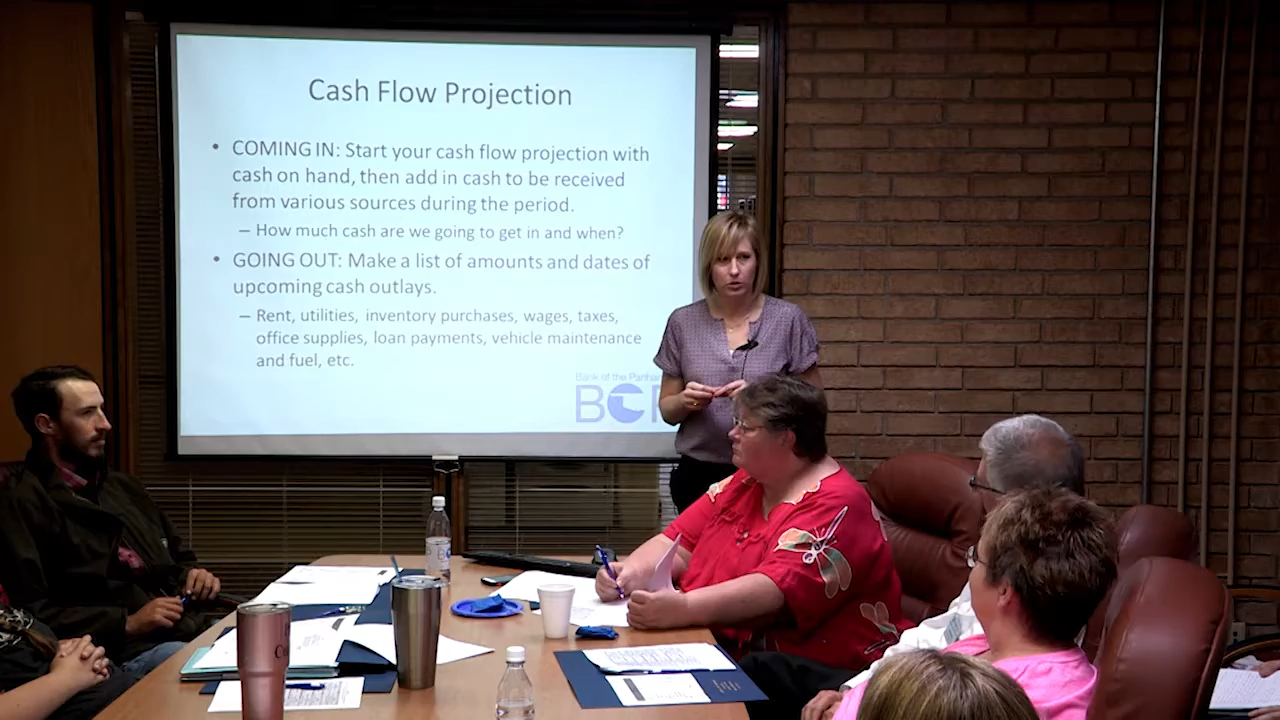 Cash Flow Projection
• COMING IN: Start your cash flow projection with
cash on hand, then add in cash to be received
from various sources during the period.
– How much cash are we going to get in and when?
• GOING OUT: Make a list of amounts and dates of
upcoming cash outlays.
– Rent, utilities, inventory purchases, wages, taxes,
office supplies, loan payments, vehicle maintenance
and fuel, etc.
Bank of the